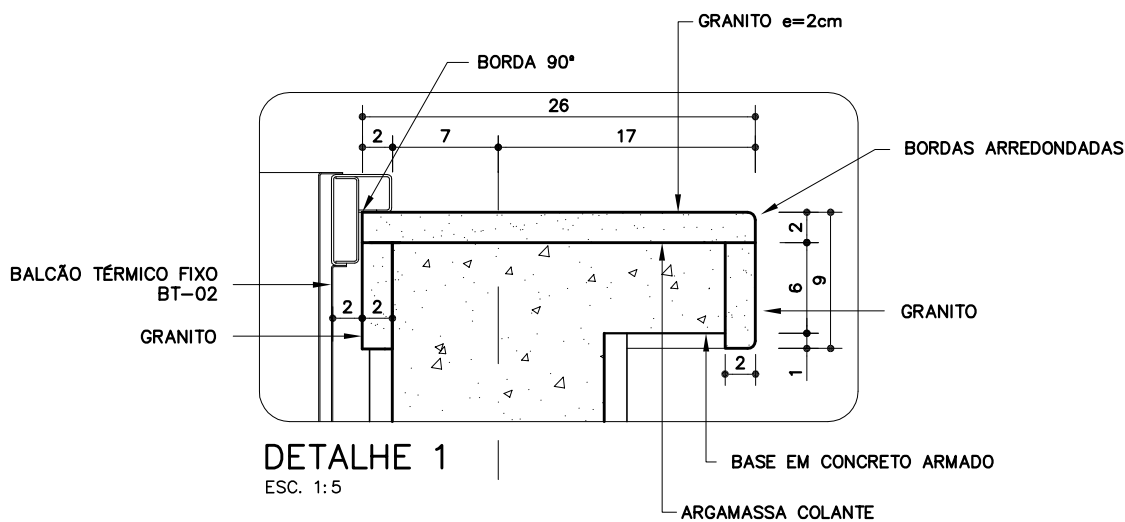 GRANITO e=2cm
BORDA 90°
26
2
7
17
BORDAS ARREDONDADAS
2
6
9
1
BALCÃO TÉRMICO FIXO
BT-02
2
2
GRANITO
GRANITO
2
DETALHE 1
ESC. 1:5
BASE EM CONCRETO ARMADO
ARGAMASSA COLANTE